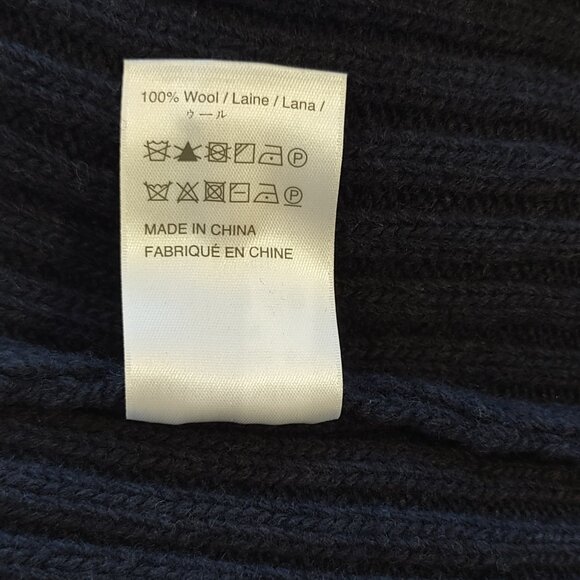 100% Wool / Laine / Lana /
ウール
MADE IN CHINA
FABRIQUÉ EN CHINE